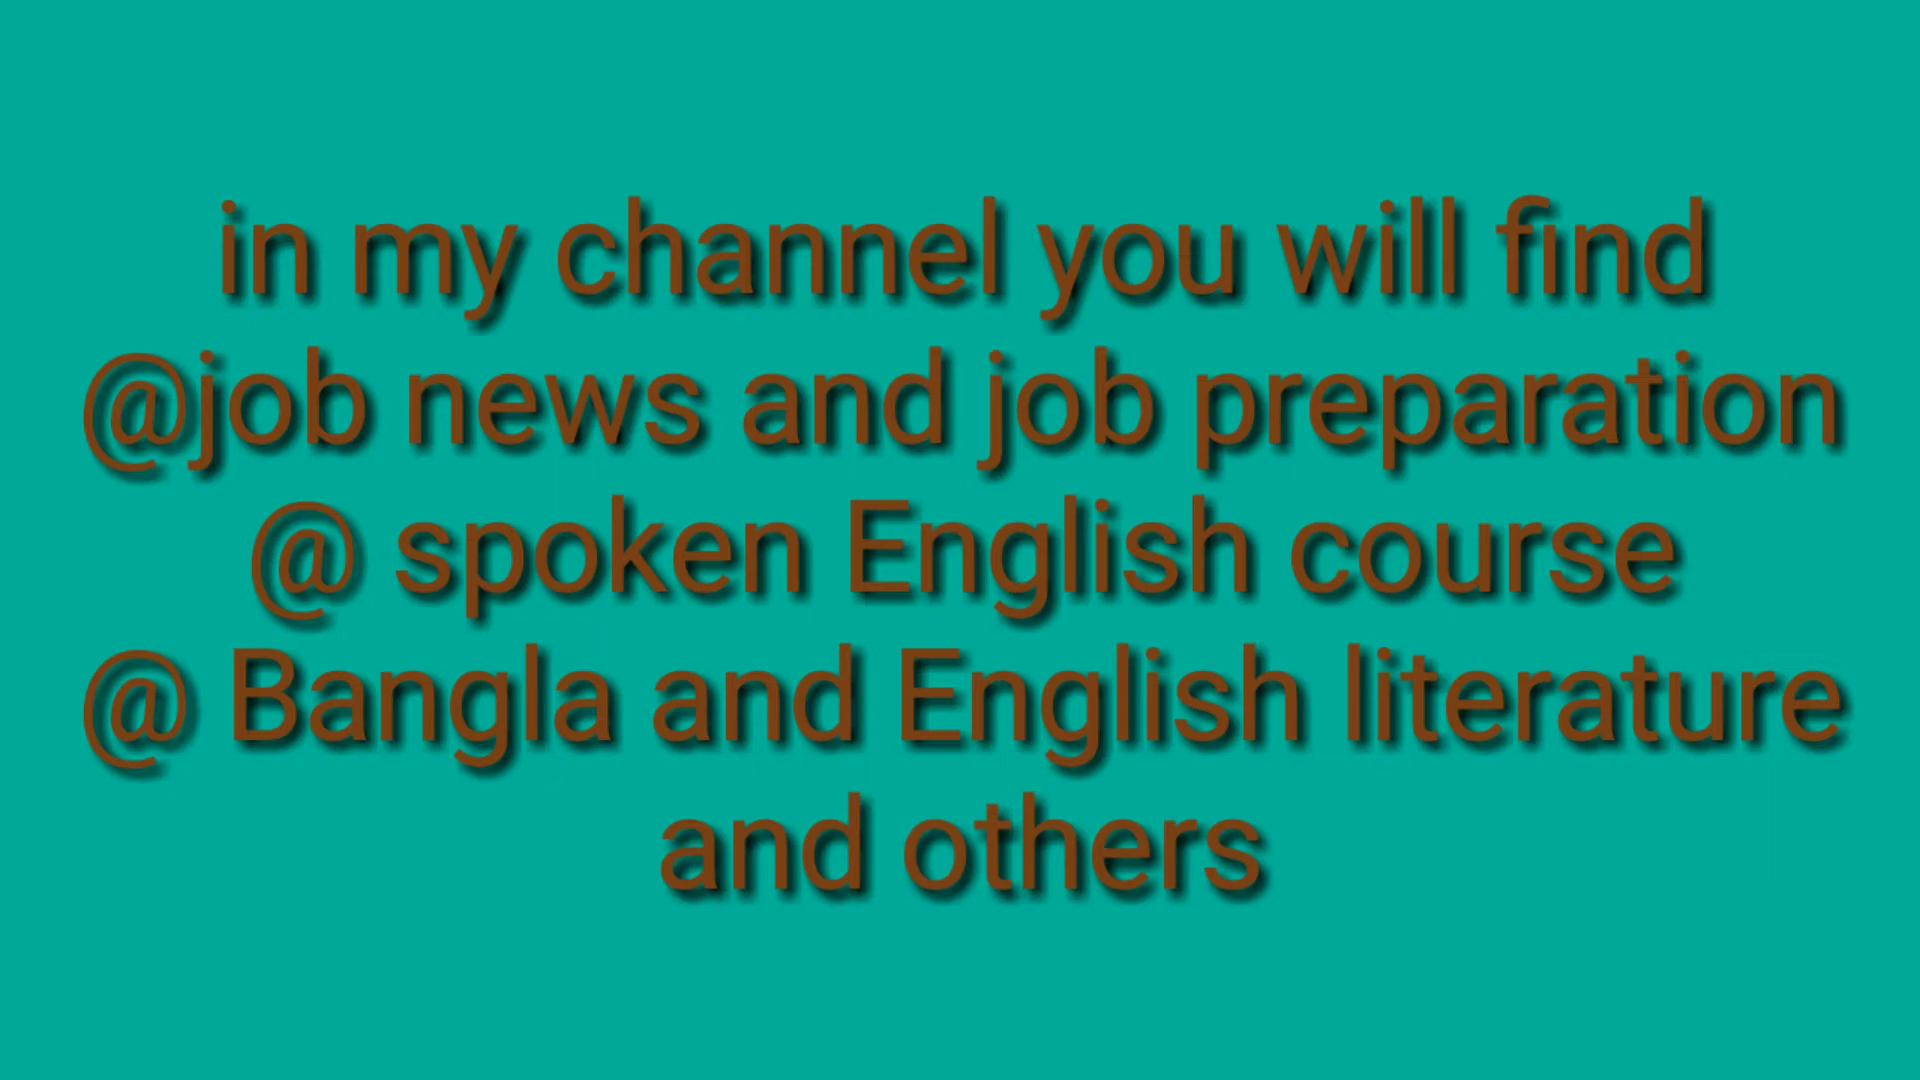 in my channel you will find
@job news and job preparation
@ spoken English course
@ Bangla and English literature
and others